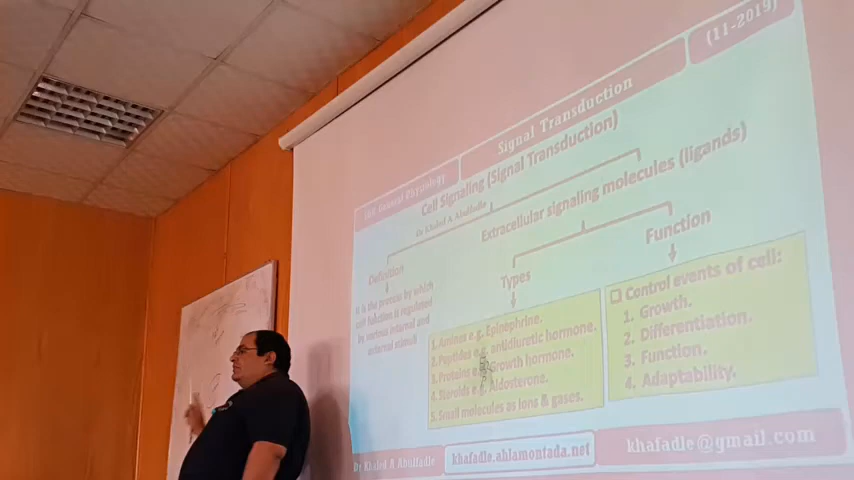 Cell General Physiology
Signal Transduction
(11-2019)
Cell Signaling (Signal Transduction)
Dr Khaled A Abulfadle
Extracellular signaling molecules (ligands)
Definition
It is the process by which
cell function is regulated
by various internal and
external stimuli
Types
1. Amines e.g. Epinephrine.
2. Peptides e.g. antidiuretic hormone.
3. Proteins e.g. Growth hormone.
4. Steroids e.g. Aldosterone.
5. Small molecules as ions & gases.
Function
Control events of cell:
1. Growth.
2. Differentiation.
3. Function.
4. Adaptability.
Dr Khaled A Abulfadle
khafadle.ahlamontada.net
khafadle@gmail.com